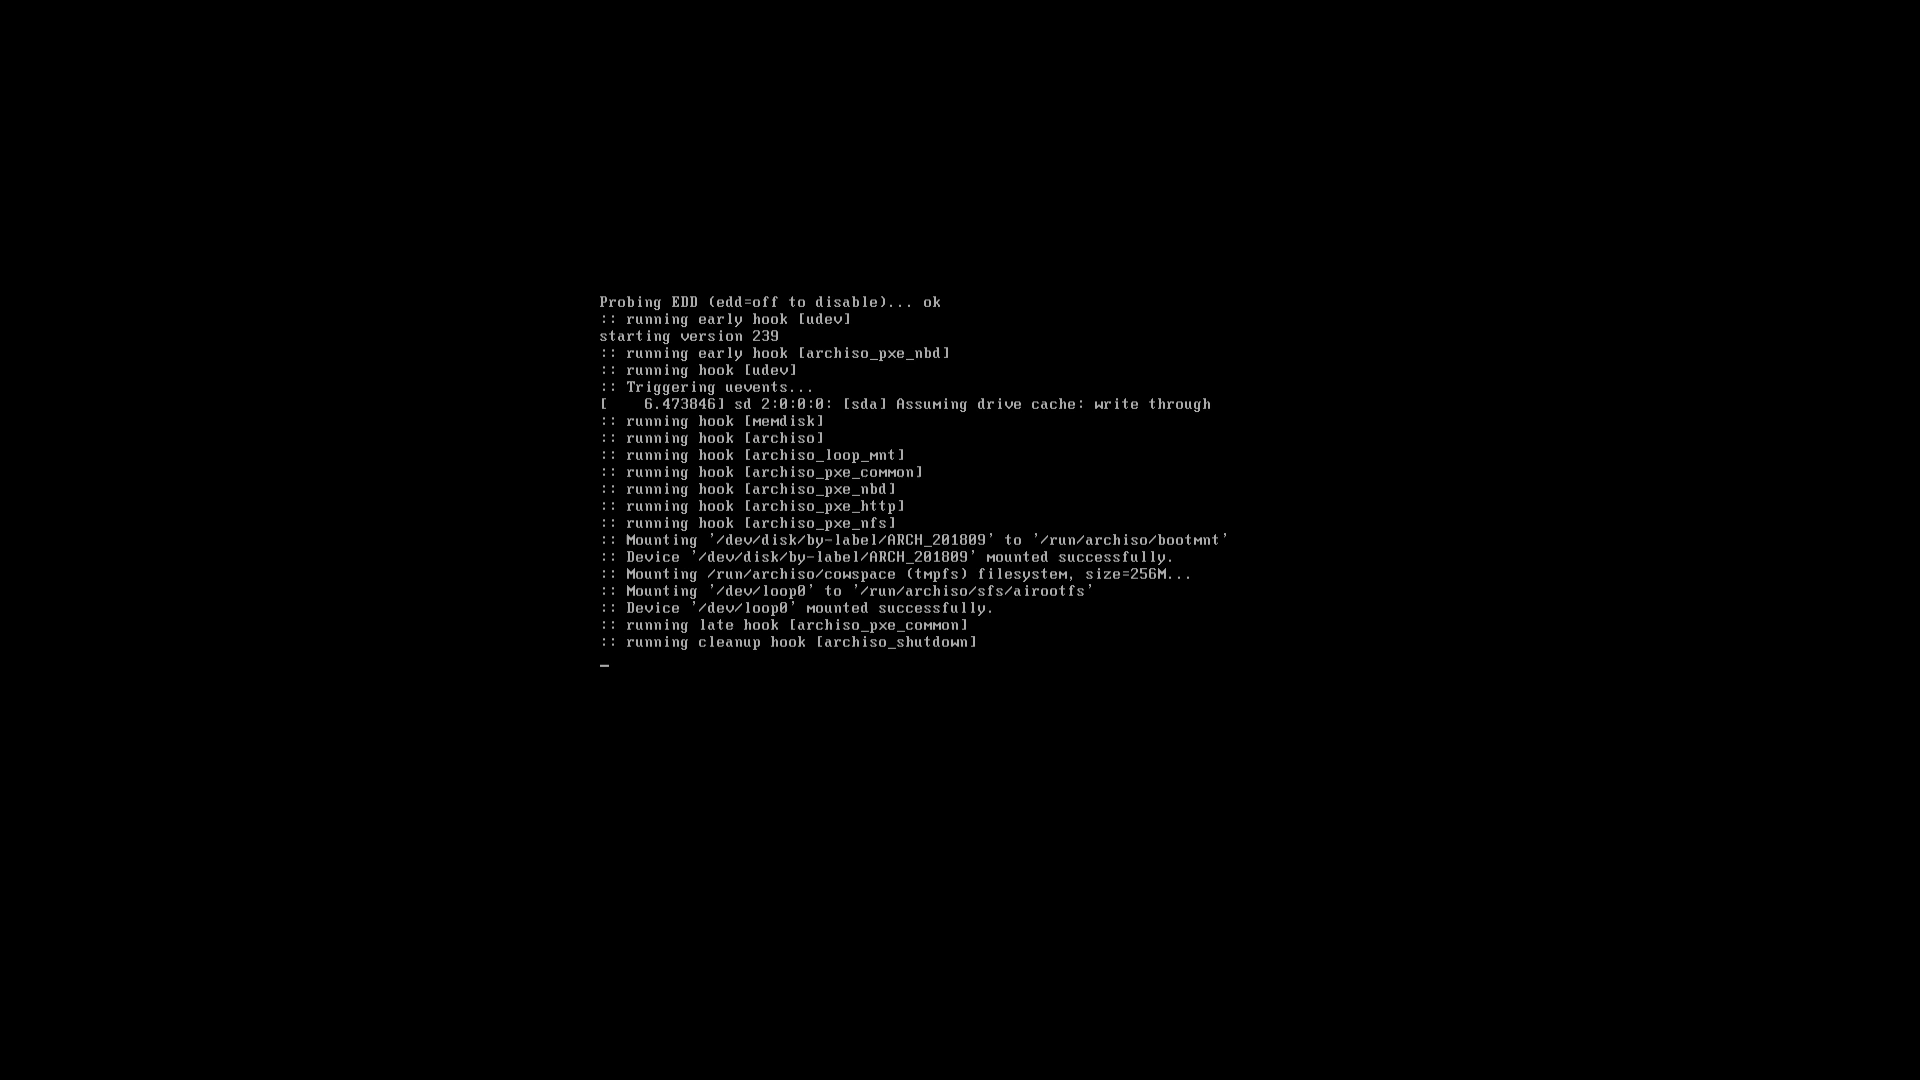 Probing EDD (edd=off to disable)... ok
:: running early hook [udev]
starting version 239
:: running early hook [archiso_pxe_nbd]
:: running hook [udev]
:: Triggering uevents...
[    6.473846] sd 2:0:0:0: [sda] Assuming drive cache: write through
:: running hook [memdisk]
:: running hook [archiso]
:: running hook [archiso_loop_mnt]
:: running hook [archiso_pxe_common]
:: running hook [archiso_pxe_nbd]
:: running hook [archiso_pxe_http]
:: running hook [archiso_pxe_nfs]
:: Mounting '/dev/disk/by-label/ARCH_201809' to '/run/archiso/bootmnt'
:: Device '/dev/disk/by-label/ARCH_201809' mounted successfully.
:: Mounting /run/archiso/cowspace (tmpfs) filesystem, size=256M...
:: Mounting '/dev/loop0' to '/run/archiso/sfs/airootfs'
:: Device '/dev/loop0' mounted successfully.
:: running late hook [archiso_pxe_common]
:: running cleanup hook [archiso_shutdown]
_